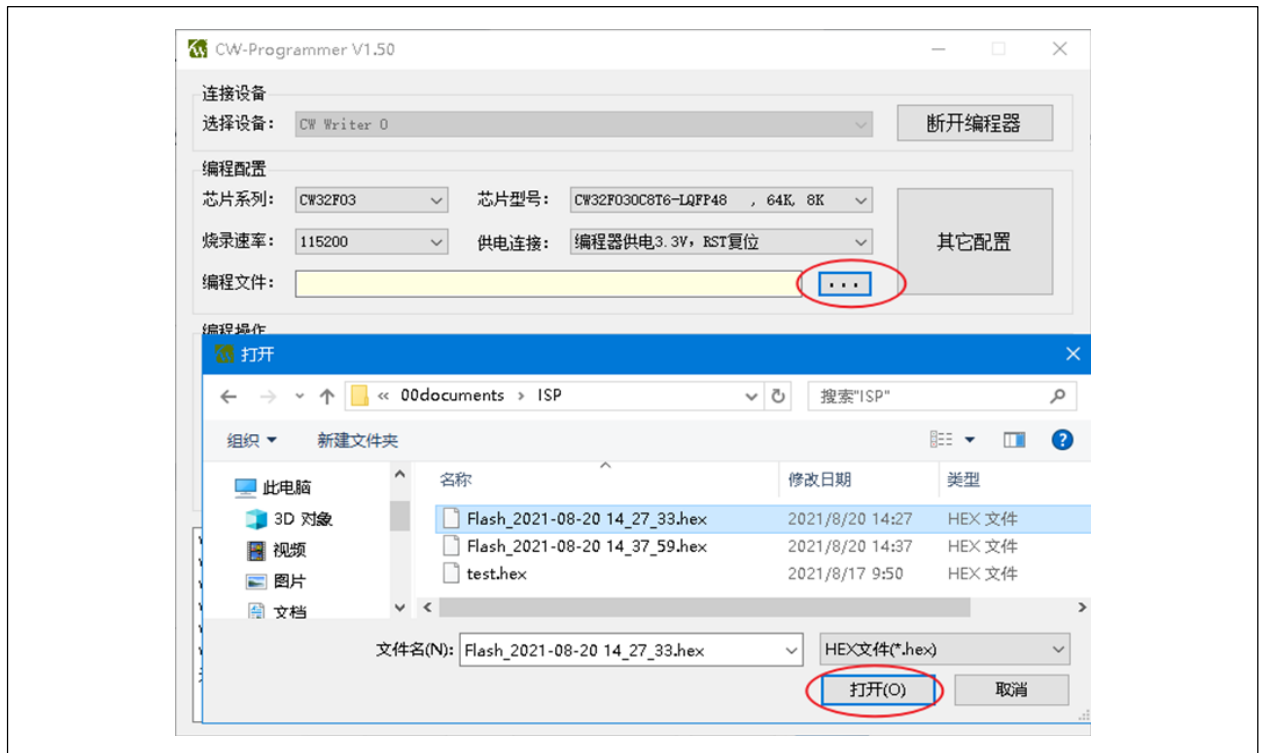 CW-Programmer V1.50
连接设备
选择设备： CW Writer 0 断开编程器
编程配置
芯片系列： CW32F03 芯片型号： CW32F030C8T6-LQFP48 , 64K, 8K
烧录速率： 115200 供电连接： 编程器供电3.3V，RST复位 其它配置
编程文件： ...
编程操作
打开
« 00documents › ISP 搜索"ISP"
组织 新建文件夹
此电脑 名称 修改日期 类型
3D 对象 Flash_2021-08-20 14_27_33.hex 2021/8/20 14:27 HEX 文件
视频 Flash_2021-08-20 14_37_59.hex 2021/8/20 14:37 HEX 文件
图片 test.hex 2021/8/17 9:50 HEX 文件
文档
文件名(N): Flash_2021-08-20 14_27_33.hex HEX文件(*.hex)
打开(O) 取消